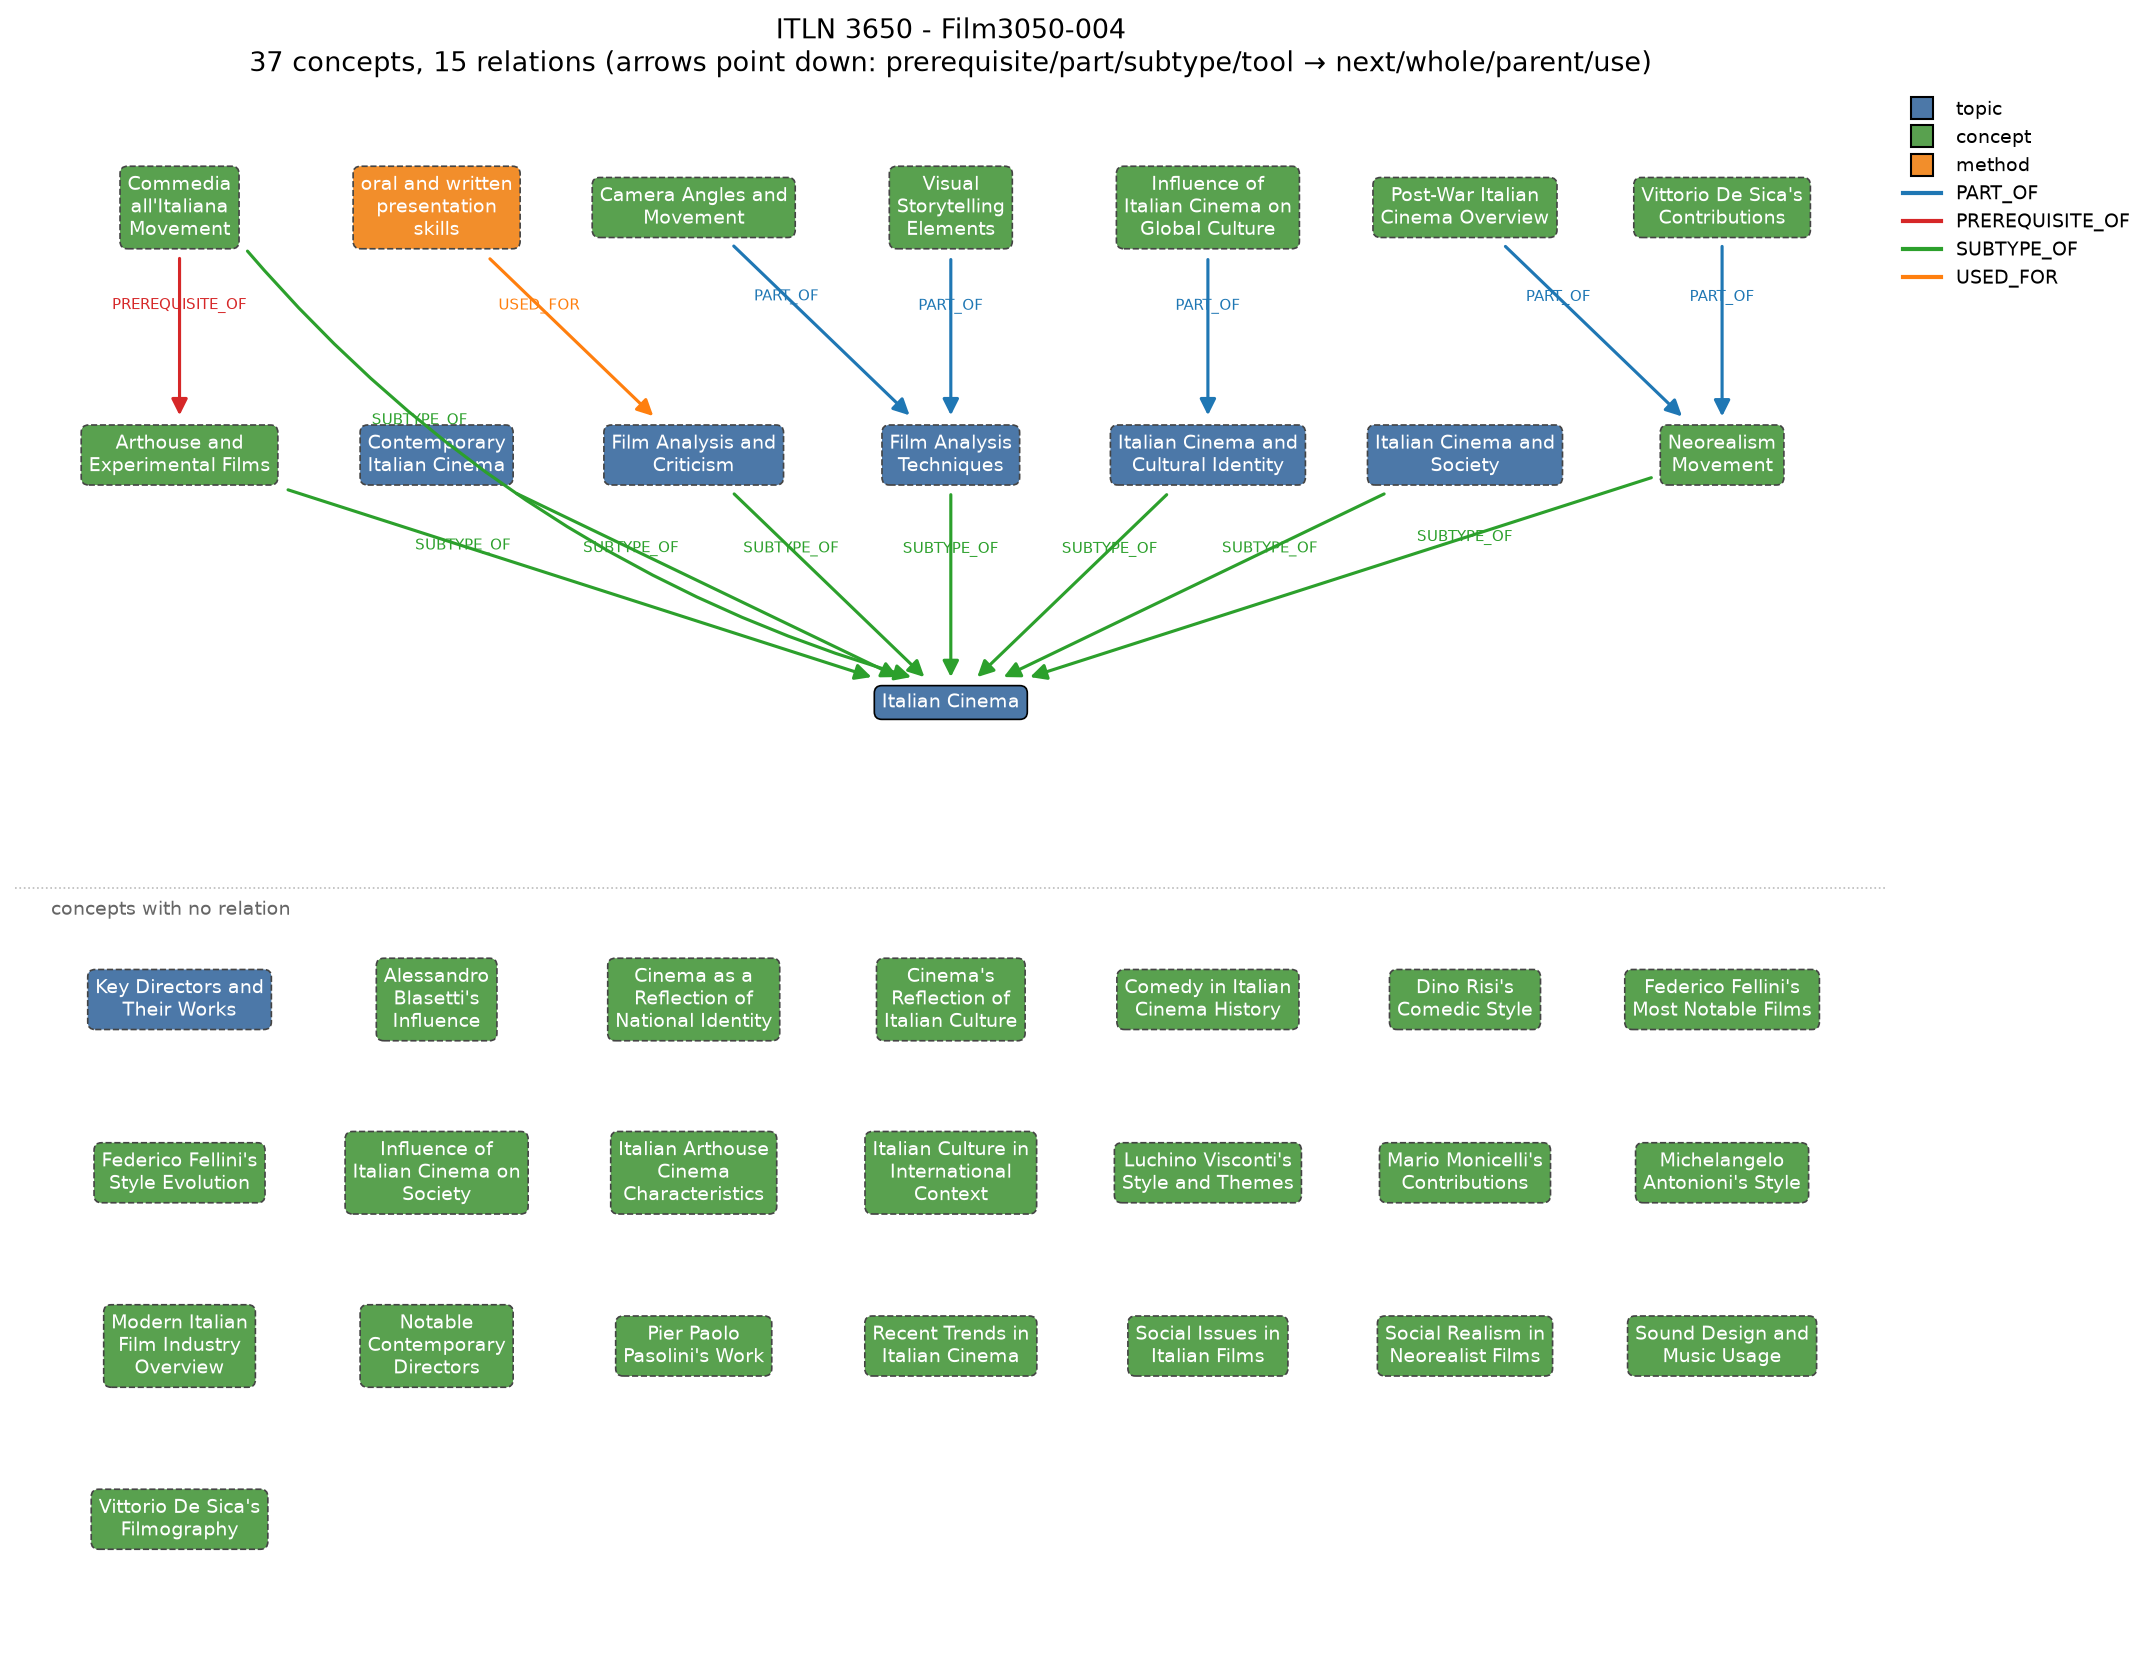 ITLN 3650 - Film3050-004
37 concepts, 15 relations (arrows point down: prerequisite/part/subtype/tool → next/whole/parent/use)
topic
concept
method
PART_OF
PREREQUISITE_OF
SUBTYPE_OF
USED_FOR
Commedia
all'Italiana
Movement
oral and written
presentation
skills
Camera Angles and
Movement
Visual
Storytelling
Elements
Influence of
Italian Cinema on
Global Culture
Post-War Italian
Cinema Overview
Vittorio De Sica's
Contributions
PREREQUISITE_OF
USED_FOR
PART_OF
PART_OF
PART_OF
PART_OF
PART_OF
SUBTYPE_OF
Arthouse and
Experimental Films
Contemporary
Italian Cinema
Film Analysis and
Criticism
Film Analysis
Techniques
Italian Cinema and
Cultural Identity
Italian Cinema and
Society
Neorealism
Movement
SUBTYPE_OF
SUBTYPE_OF
SUBTYPE_OF
SUBTYPE_OF
SUBTYPE_OF
SUBTYPE_OF
SUBTYPE_OF
Italian Cinema
concepts with no relation
Key Directors and
Their Works
Alessandro
Blasetti's
Influence
Cinema as a
Reflection of
National Identity
Cinema's
Reflection of
Italian Culture
Comedy in Italian
Cinema History
Dino Risi's
Comedic Style
Federico Fellini's
Most Notable Films
Federico Fellini's
Style Evolution
Influence of
Italian Cinema on
Society
Italian Arthouse
Cinema
Characteristics
Italian Culture in
International
Context
Luchino Visconti's
Style and Themes
Mario Monicelli's
Contributions
Michelangelo
Antonioni's Style
Modern Italian
Film Industry
Overview
Notable
Contemporary
Directors
Pier Paolo
Pasolini's Work
Recent Trends in
Italian Cinema
Social Issues in
Italian Films
Social Realism in
Neorealist Films
Sound Design and
Music Usage
Vittorio De Sica's
Filmography